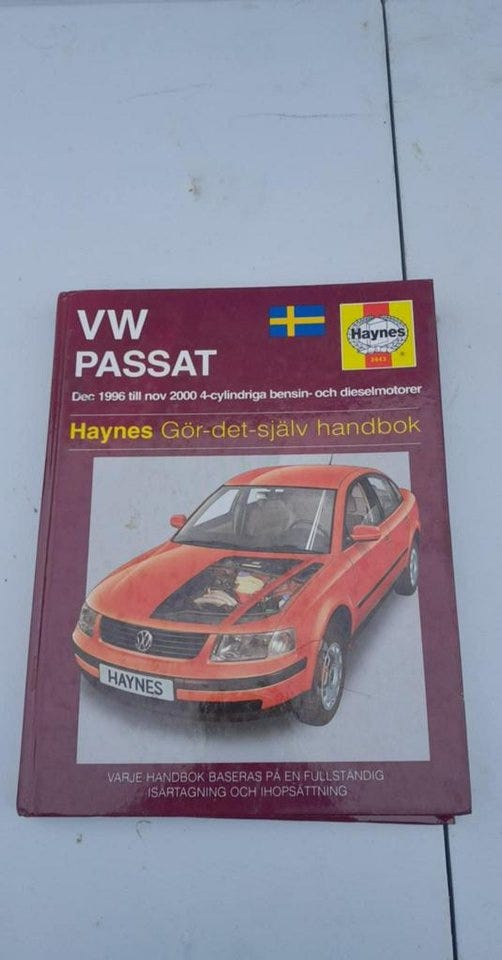 VW
PASSAT
Haynes
Dec 1996 till nov 2000 4-cylindriga bensin- och dieselmotorer
Haynes Gör-det-själv handbok
HAYNES
VARJE HANDBOK BASERAS PÅ EN FULLSTÄNDIG
ISÄRTAGNING OCH IHOPSÄTTNING